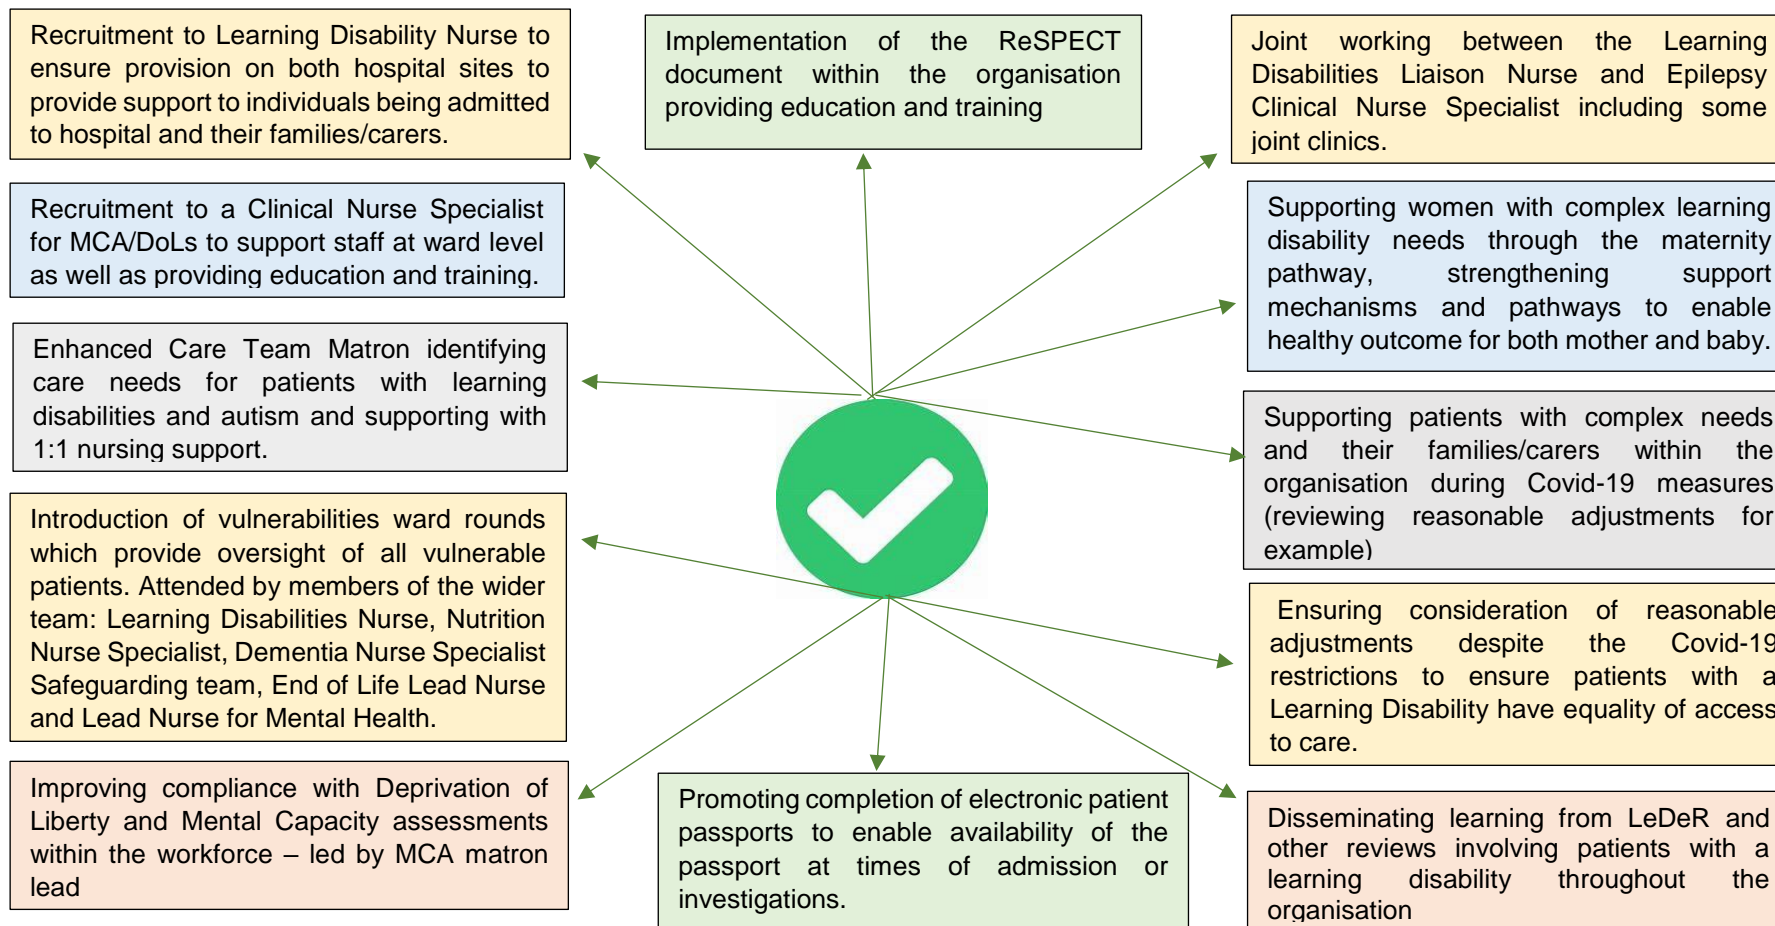 Recruitment to Learning Disability Nurse to
ensure provision on both hospital sites to
provide support to individuals being admitted
to hospital and their families/carers.
Implementation of the ReSPECT
document within the organisation
providing education and training
Joint working between the Learning
Disabilities Liaison Nurse and Epilepsy
Clinical Nurse Specialist including some
joint clinics.
Recruitment to a Clinical Nurse Specialist
for MCA/DoLs to support staff at ward level
as well as providing education and training.
Supporting women with complex learning
disability needs through the maternity
pathway, strengthening support
mechanisms and pathways to enable
healthy outcome for both mother and baby.
Enhanced Care Team Matron identifying
care needs for patients with learning
disabilities and autism and supporting with
1:1 nursing support.
Supporting patients with complex needs
and their families/carers within the
organisation during Covid-19 measures
(reviewing reasonable adjustments for
example)
Introduction of vulnerabilities ward rounds
which provide oversight of all vulnerable
patients. Attended by members of the wider
team: Learning Disabilities Nurse, Nutrition
Nurse Specialist, Dementia Nurse Specialist
Safeguarding team, End of Life Lead Nurse
and Lead Nurse for Mental Health.
Ensuring consideration of reasonable
adjustments despite the Covid-19
restrictions to ensure patients with a
Learning Disability have equality of access
to care.
Improving compliance with Deprivation of
Liberty and Mental Capacity assessments
within the workforce – led by MCA matron
lead
Promoting completion of electronic patient
passports to enable availability of the
passport at times of admission or
investigations.
Disseminating learning from LeDeR and
other reviews involving patients with a
learning disability throughout the
organisation